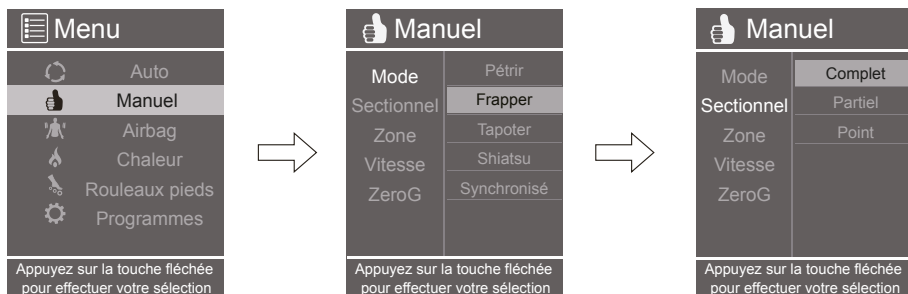 Menu
Auto
Manuel
Airbag
Chaleur
Rouleaux pieds
Programmes
Appuyez sur la touche fléchée
pour effectuer votre sélection
Manuel
Mode
Sectionnel
Zone
Vitesse
ZeroG
Pétrir
Frapper
Tapoter
Shiatsu
Synchronisé
Appuyez sur la touche fléchée
pour effectuer votre sélection
Manuel
Mode
Sectionnel
Zone
Vitesse
ZeroG
Complet
Partiel
Point
Appuyez sur la touche fléchée
pour effectuer votre sélection